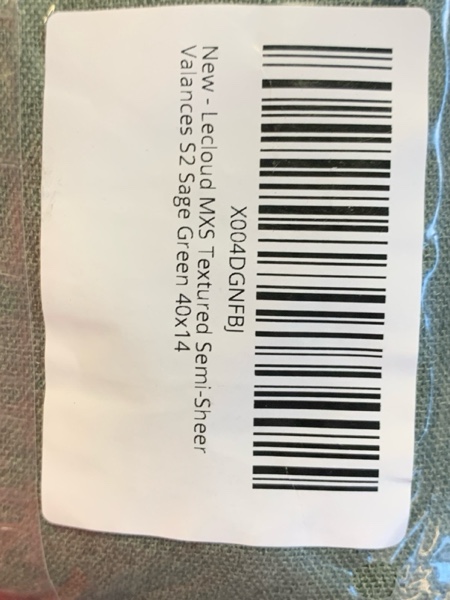 X004DGNFBJ
New - Lecloud MXS Textured Semi-Sheer
Valances S2 Sage Green 40x14